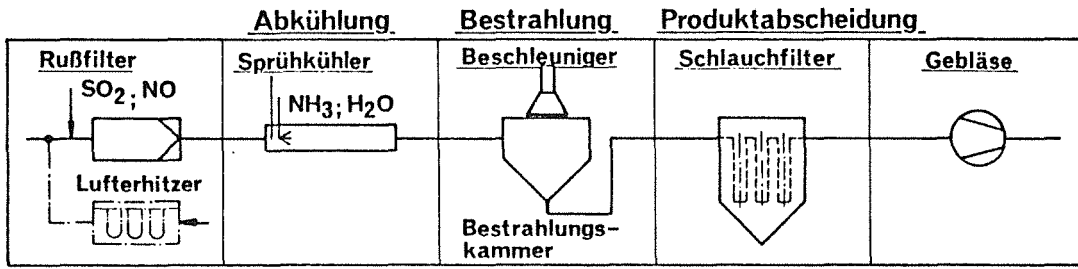 Abkühlung Bestrahlung Produktabscheidung
Rußfilter Sprühkühler Beschleuniger Schlauchfilter Gebläse
SO₂; NO
NH₃; H₂O
Lufterhitzer
Bestrahlungs-
kammer